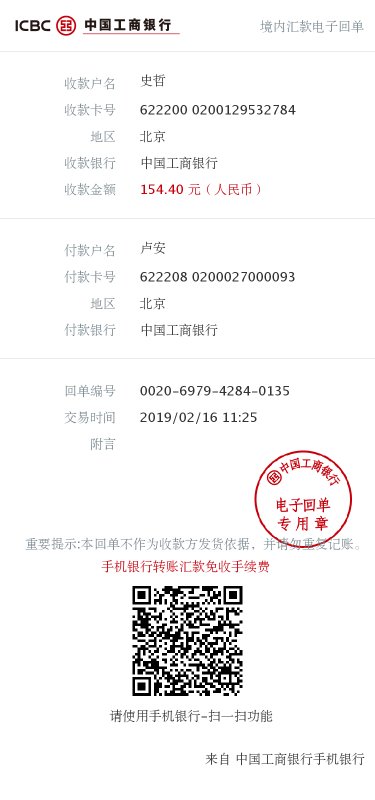 ICBC 中国工商银行 境内汇款电子回单
收款户名 史哲
收款卡号 622200 0200129532784
地区 北京
收款银行 中国工商银行
收款金额 154.40 元（人民币）
付款户名 卢安
付款卡号 622208 0200027000093
地区 北京
付款银行 中国工商银行
回单编号 0020-6979-4284-0135
交易时间 2019/02/16 11:25
附言
中国工商银行
电子回单
专用章
重要提示:本回单不作为收款方发货依据，并请勿重复记账。
手机银行转账汇款免收手续费
请使用手机银行-扫一扫功能
来自 中国工商银行手机银行